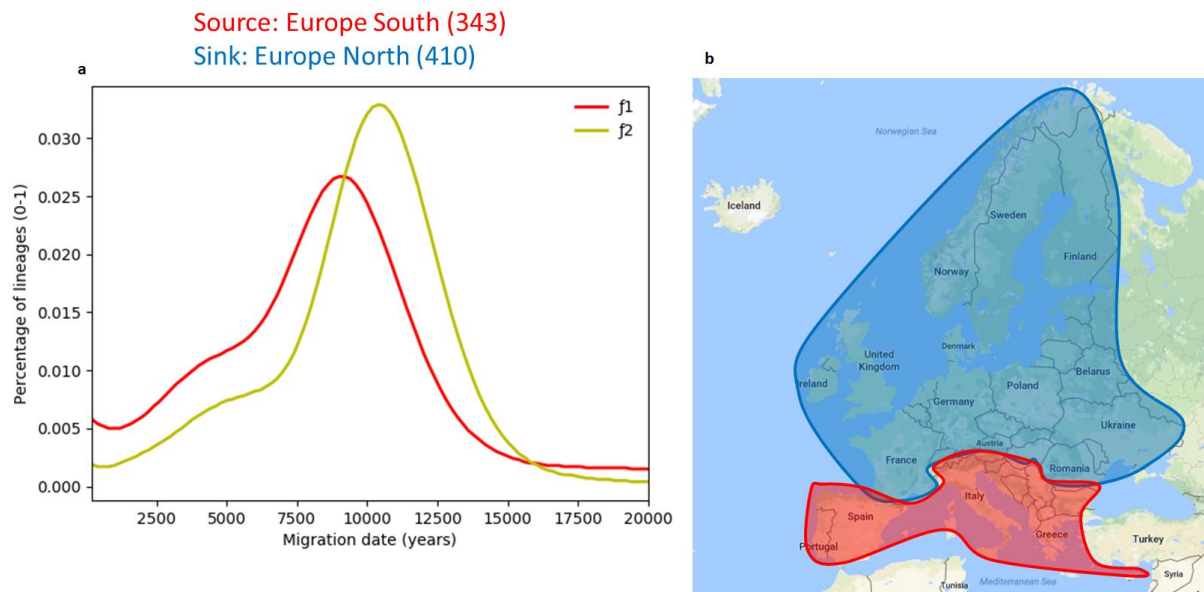 Source: Europe South (343)
Sink: Europe North (410)
a
ƒ1
ƒ2
Percentage of lineages (0-1)
0.030
0.025
0.020
0.015
0.010
0.005
0.000
2500 5000 7500 10000 12500 15000 17500 20000
Migration date (years)
b
Norwegian Sea
Iceland
Sweden
Finland
Norway
Denmark
United
Kingdom
Ireland
Belarus
Poland
Germany
Ukraine
Austria
France
Romania
Italy
Spain
Portugal
Greece
Turkey
Syria
Tunisia
Mediterranean Sea